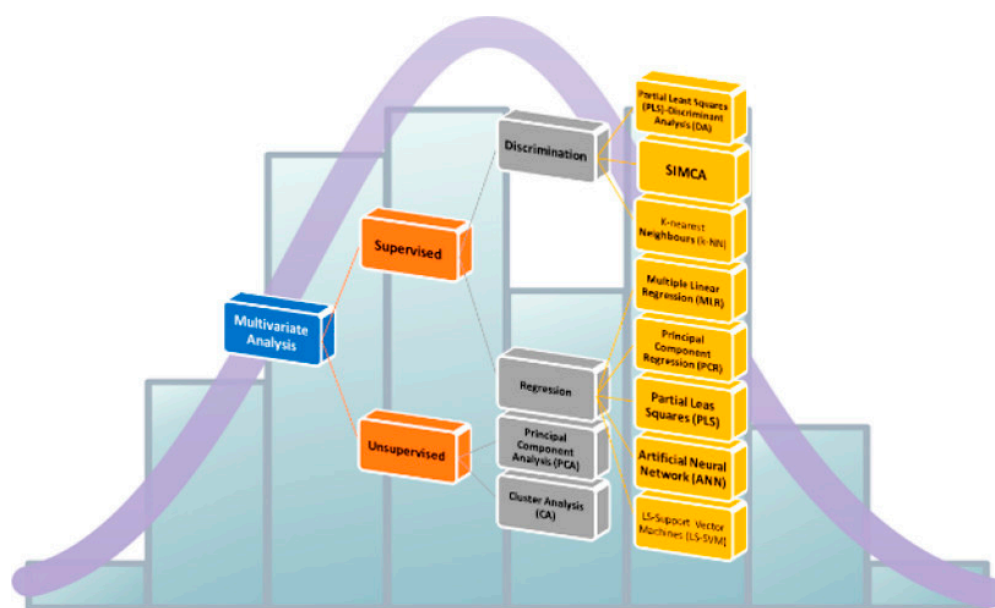 Multivariate
Analysis
Supervised
Unsupervised
Discrimination
Regression
Principal
Component
Analysis (PCA)
Cluster Analysis
(CA)
Partial Least Squares
(PLS)-Discriminant
Analysis (DA)
SIMCA
K-nearest
Neighbours (k-NN)
Multiple Linear
Regression (MLR)
Principal
Component
Regression (PCR)
Partial Leas
Squares (PLS)
Artificial Neural
Network (ANN)
LS-Support Vector
Machines (LS-SVM)